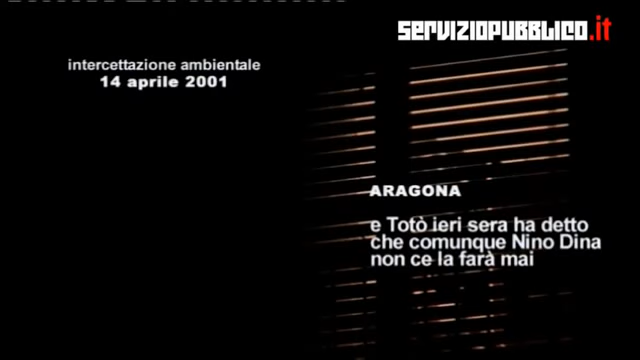 SERVIZIOPUBBLICO.it
intercettazione ambientale
14 aprile 2001
ARAGONA
e Totò ieri sera ha detto
che comunque Nino Dina
non ce la farà mai